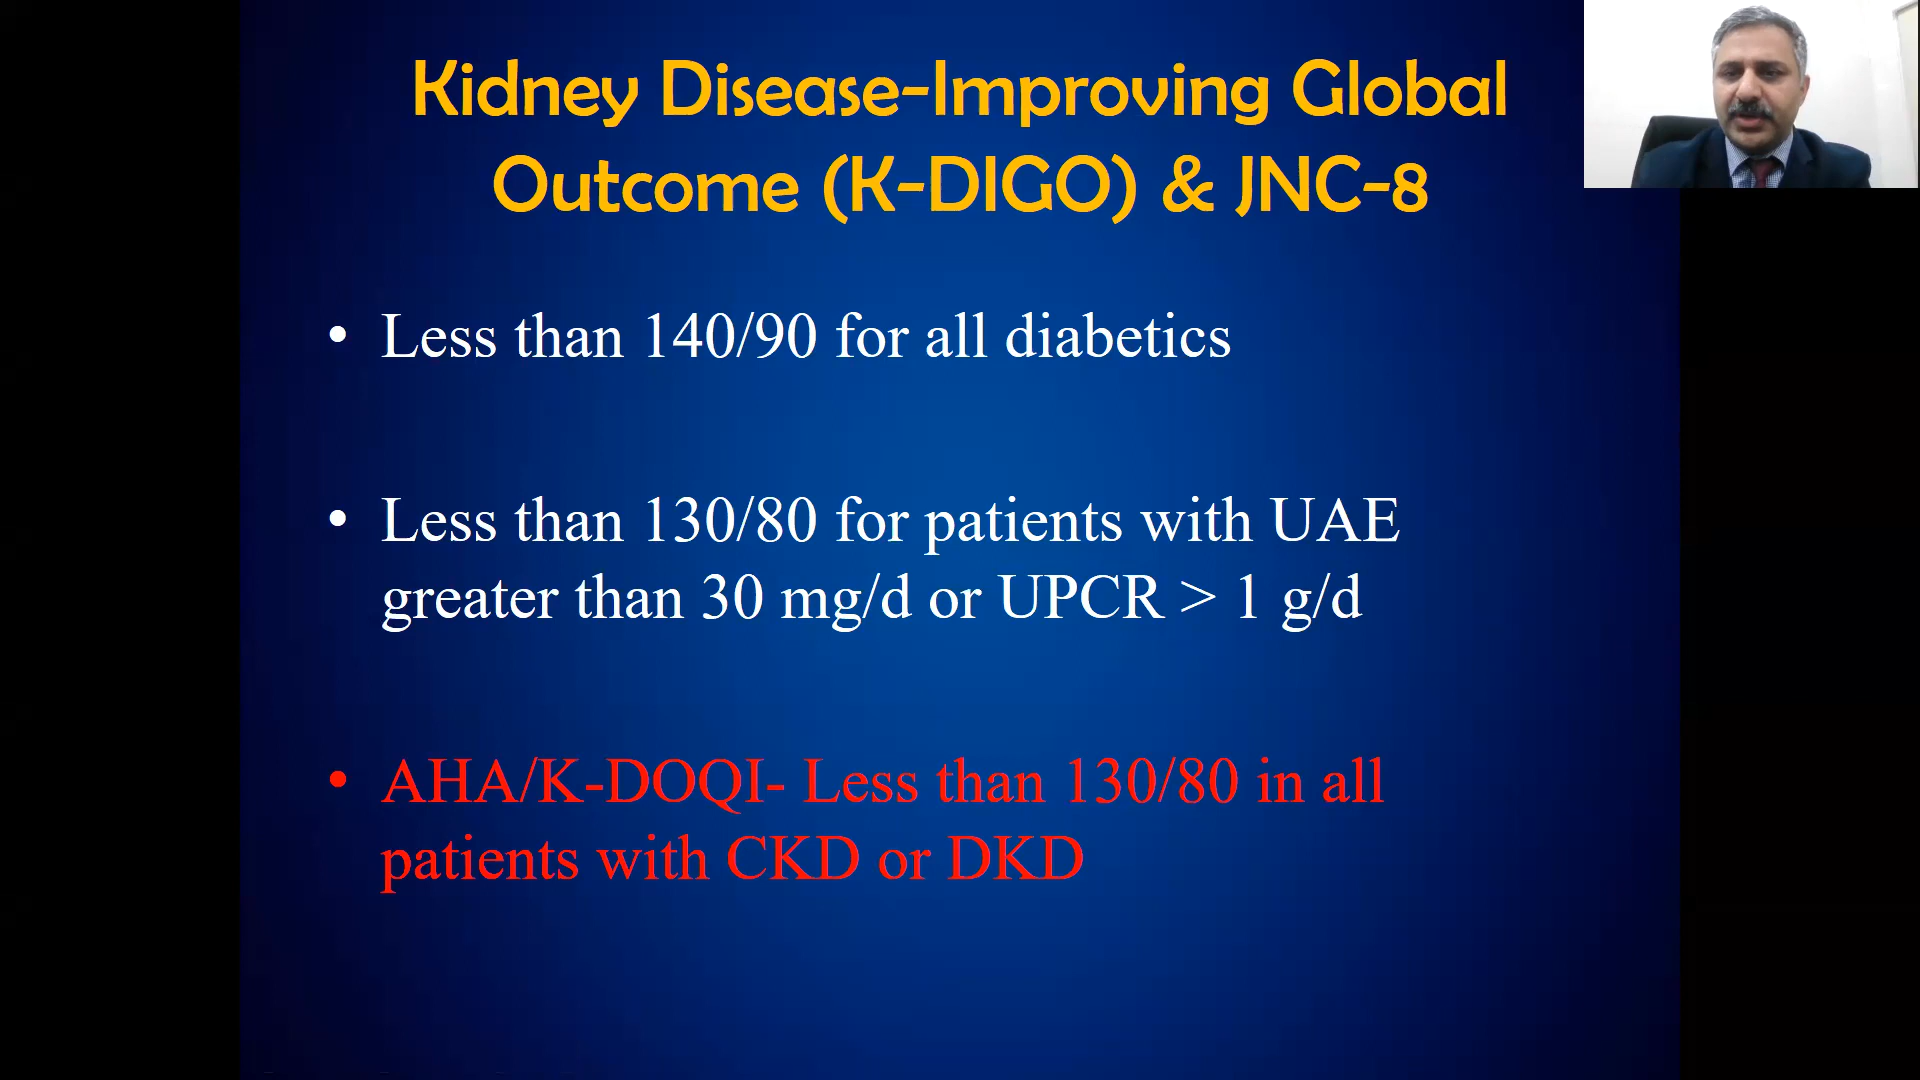 Kidney Disease-Improving Global
Outcome (K-DIGO) & JNC-8
• Less than 140/90 for all diabetics
• Less than 130/80 for patients with UAE
greater than 30 mg/d or UPCR > 1 g/d
• AHA/K-DOQI- Less than 130/80 in all
patients with CKD or DKD